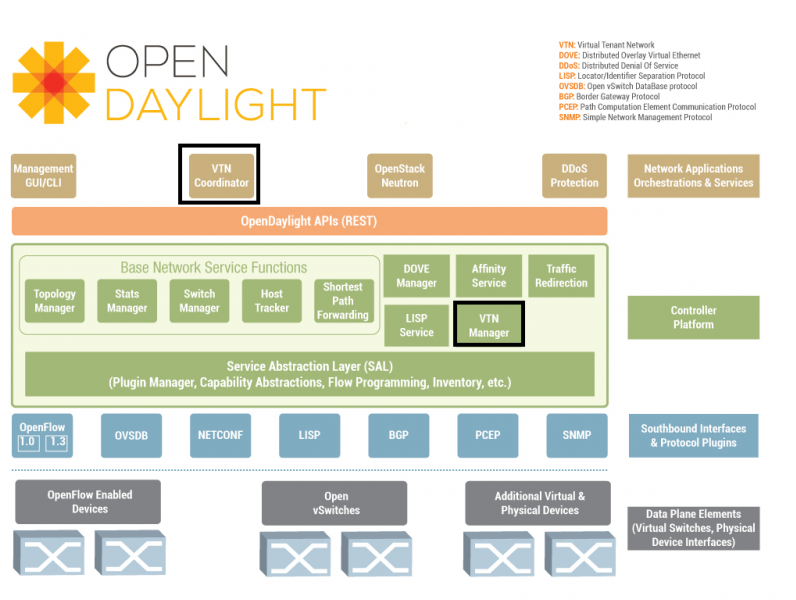 OPEN
DAYLIGHT
VTN: Virtual Tenant Network
DOVE: Distributed Overlay Virtual Ethernet
DDoS: Distributed Denial Of Service
LISP: Locator/Identifier Separation Protocol
OVSDB: Open vSwitch DataBase protocol
BGP: Border Gateway Protocol
PCEP: Path Computation Element Communication Protocol
SNMP: Simple Network Management Protocol
Management
GUI/CLI
VTN
Coordinator
OpenStack
Neutron
DDoS
Protection
Network Applications
Orchestrations & Services
OpenDaylight APIs (REST)
Base Network Service Functions
Topology
Manager
Stats
Manager
Switch
Manager
Host
Tracker
Shortest
Path
Forwarding
DOVE
Manager
Affinity
Service
Traffic
Redirection
LISP
Service
VTN
Manager
Controller
Platform
Service Abstraction Layer (SAL)
(Plugin Manager, Capability Abstractions, Flow Programming, Inventory, etc.)
OpenFlow
1.0 1.3
OVSDB
NETCONF
LISP
BGP
PCEP
SNMP
Southbound Interfaces
& Protocol Plugins
OpenFlow Enabled
Devices
Open
vSwitches
Additional Virtual &
Physical Devices
Data Plane Elements
(Virtual Switches, Physical
Device Interfaces)